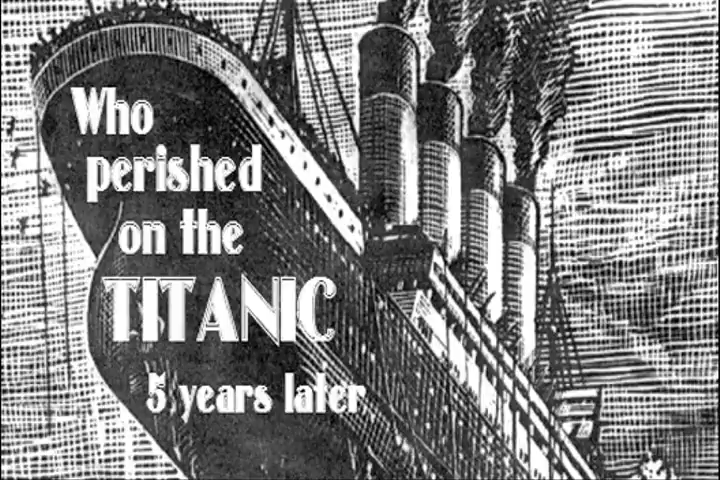 Who
perished
on the
TITANIC
5 years later